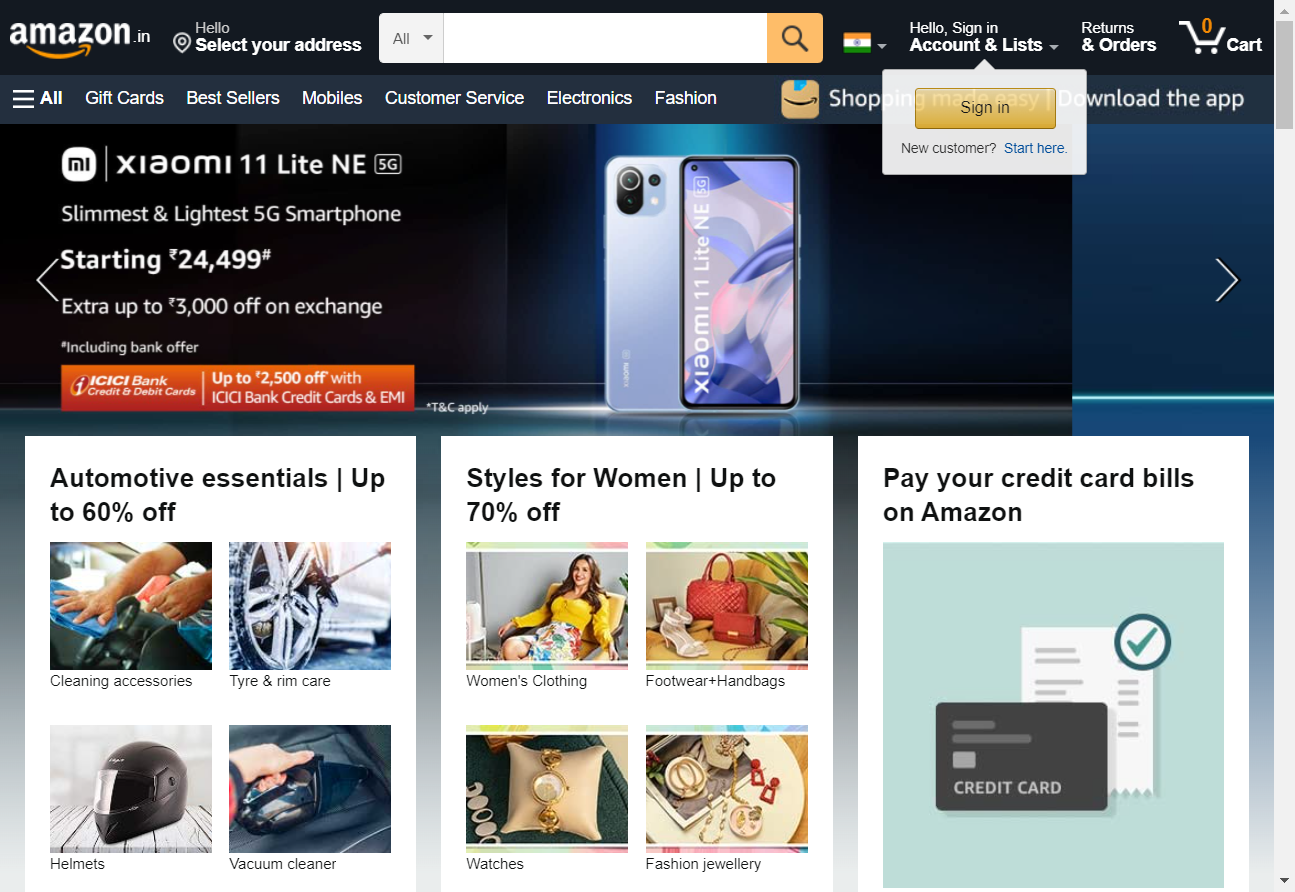 amazon.in
Hello
Select your address
All
Hello, Sign in
Account & Lists
Returns
& Orders
0
Cart
All
Gift Cards
Best Sellers
Mobiles
Customer Service
Electronics
Fashion
Shopping made easy | Download the app
Sign in
New customer? Start here.
mi | xiaomi 11 Lite NE 5G
Slimmest & Lightest 5G Smartphone
Starting ₹24,499#
Extra up to ₹3,000 off on exchange
#Including bank offer
ICICI Bank
Credit & Debit Cards
Up to ₹2,500 off* with
ICICI Bank Credit Cards & EMI
*T&C apply
xiaomi
xiaomi 11 Lite NE 5G
Automotive essentials | Up
to 60% off
Cleaning accessories
Tyre & rim care
Helmets
Vacuum cleaner
Styles for Women | Up to
70% off
Women's Clothing
Footwear+Handbags
Watches
Fashion jewellery
Pay your credit card bills
on Amazon
CREDIT CARD